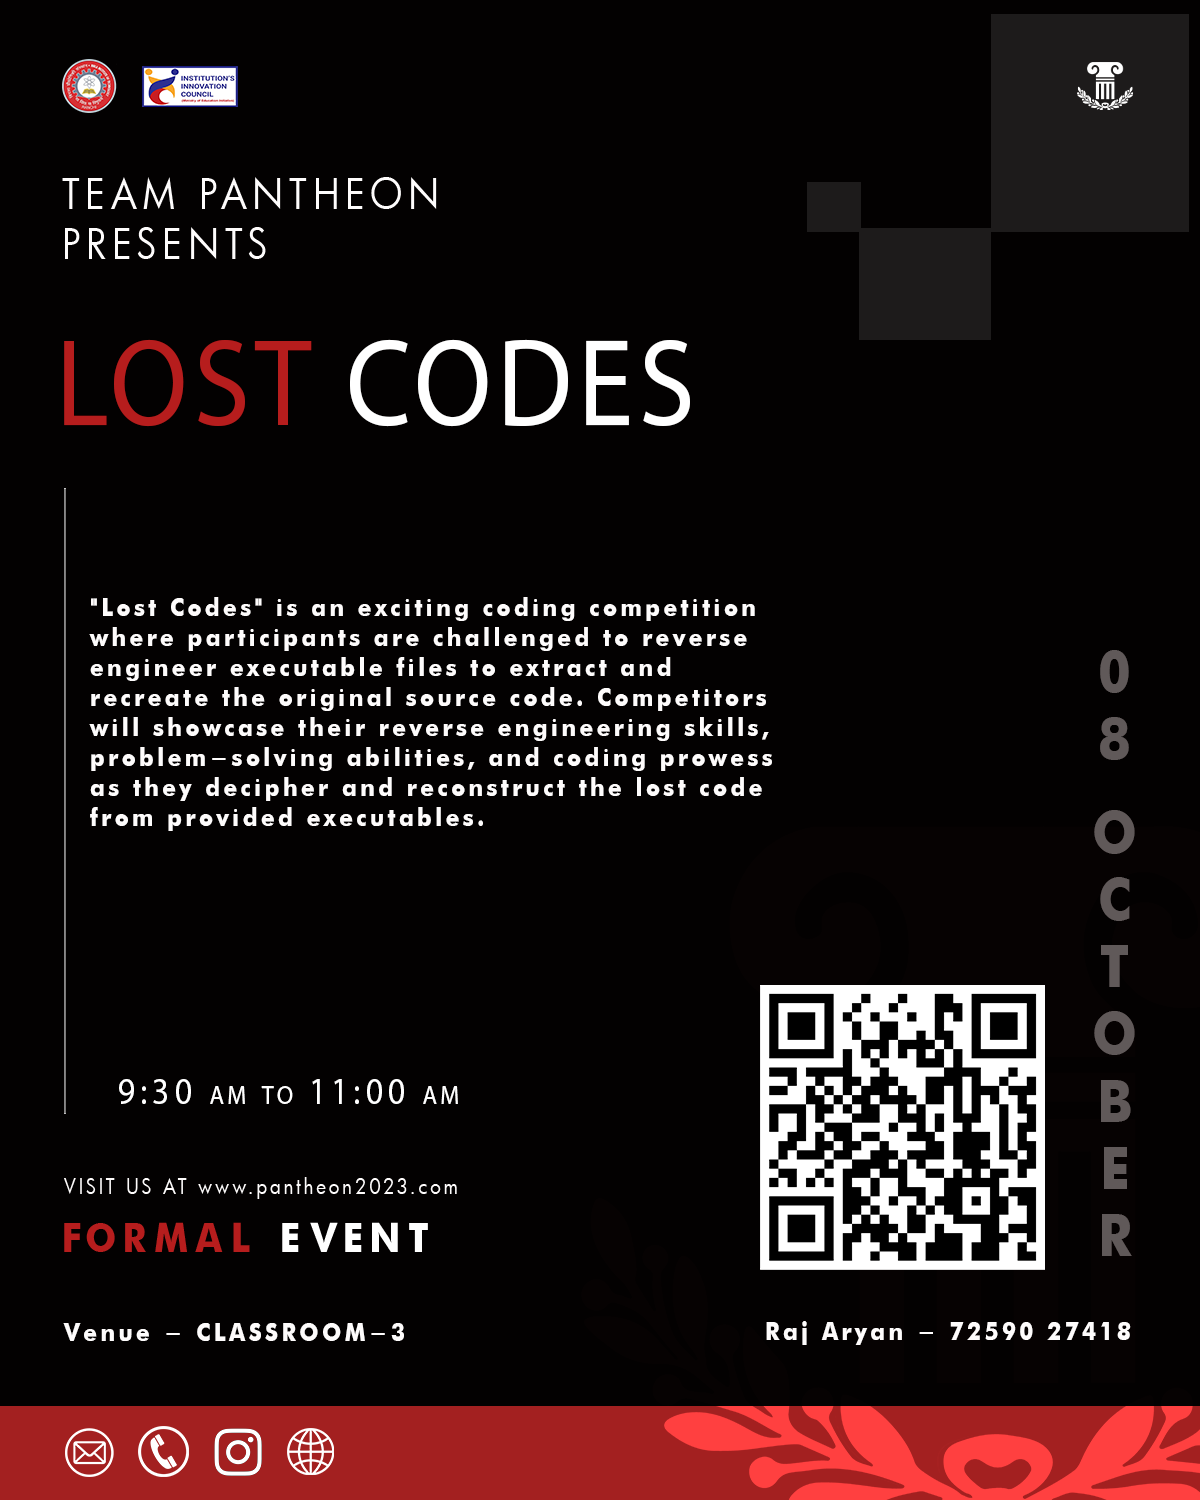 INSTITUTION'S
INNOVATION
COUNCIL
(Ministry of Education Initiative)
TEAM PANTHEON
PRESENTS
LOST CODES
"Lost Codes" is an exciting coding competition
where participants are challenged to reverse
engineer executable files to extract and
recreate the original source code. Competitors
will showcase their reverse engineering skills,
problem–solving abilities, and coding prowess
as they decipher and reconstruct the lost code
from provided executables.
08 OCTOBER
9:30 AM TO 11:00 AM
VISIT US AT www.pantheon2023.com
FORMAL EVENT
Venue – CLASSROOM–3
Raj Aryan – 72590 27418